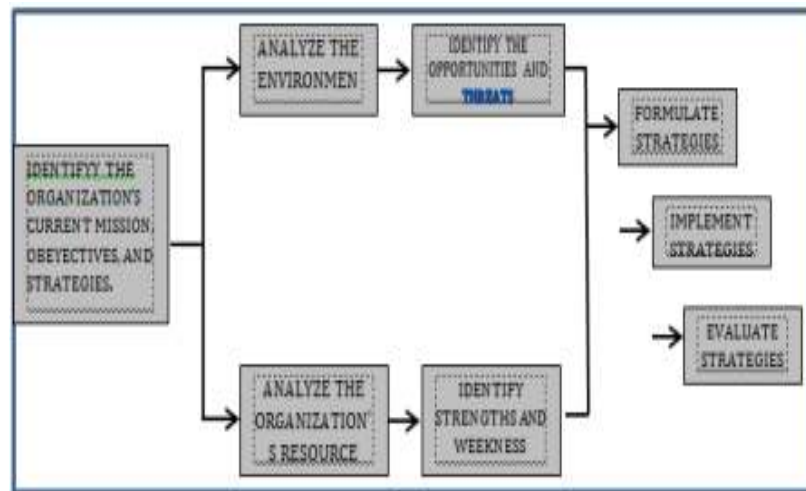 IDENTIFYY THE
ORGANIZATION'S
CURRENT MISSION,
OBEYECTIVES, AND
STRATEGIES.
ANALYZE THE
ENVIRONMEN
IDENTIFY THE
OPPORTUNITIES AND
THREATS
ANALYZE THE
ORGANIZATION'
S RESOURCE
IDENTIFY
STRENGTHS AND
WEEKNESS
FORMULATE
STRATEGIES
IMPLEMENT
STRATEGIES
EVALUATE
STRATEGIES